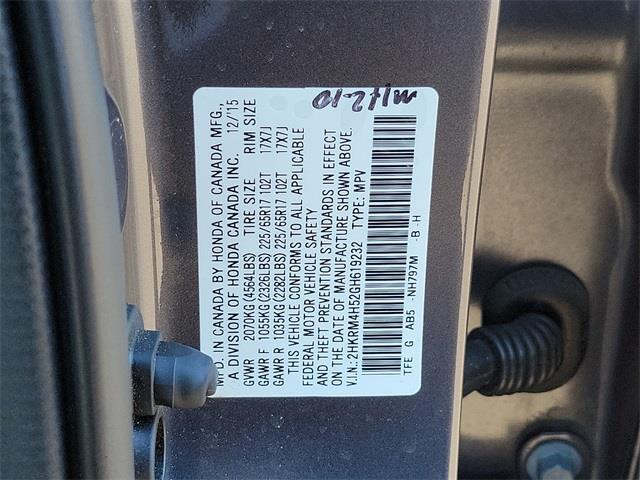 MFD. IN CANADA BY HONDA OF CANADA MFG.,
A DIVISION OF HONDA CANADA INC. 12/15
GVWR 2070KG(4564LBS) TIRE SIZE RIM SIZE
GAWR F 1055KG(2326LBS) 225/65R17 102T 17X7J
GAWR R 1035KG(2282LBS) 225/65R17 102T 17X7J
THIS VEHICLE CONFORMS TO ALL APPLICABLE
FEDERAL MOTOR VEHICLE SAFETY
AND THEFT PREVENTION STANDARDS IN EFFECT
ON THE DATE OF MANUFACTURE SHOWN ABOVE.
V.I.N.: 2HKRM4H52GH619232 TYPE: MPV
TFE G AB5 -NH797M -B-H